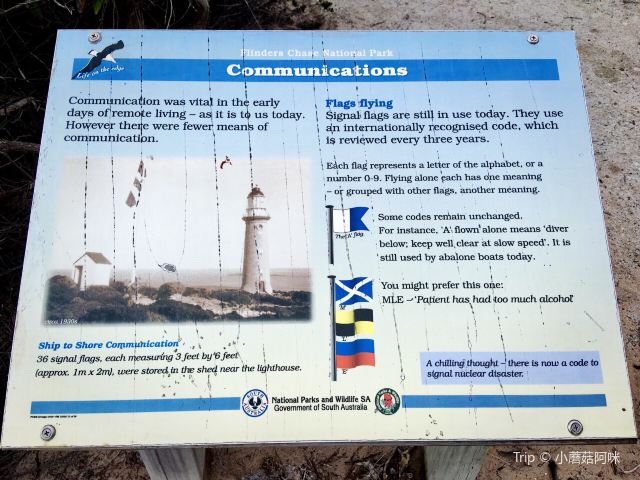 Life on the edge
Flinders Chase National Park
Communications
Communication was vital in the early
days of remote living – as it is to us today.
However there were fewer means of
communication.
circa 1930s
Ship to Shore Communication
36 signal flags, each measuring 3 feet by 6 feet
(approx. 1m x 2m), were stored in the shed near the lighthouse.
Flags flying
Signal flags are still in use today. They use
an internationally recognised code, which
is reviewed every three years.
Each flag represents a letter of the alphabet, or a
number 0-9. Flying alone each has one meaning
– or grouped with other flags, another meaning.
The 'A' flag
Some codes remain unchanged.
For instance, 'A' flown alone means 'diver
below; keep well clear at slow speed'. It is
still used by abalone boats today.
M
L
E
You might prefer this one:
MLE – 'Patient has had too much alcohol'
A chilling thought – there is now a code to
signal nuclear disaster.
National Parks and Wildlife SA
Government of South Australia
Trip © 小蘑菇阿咪